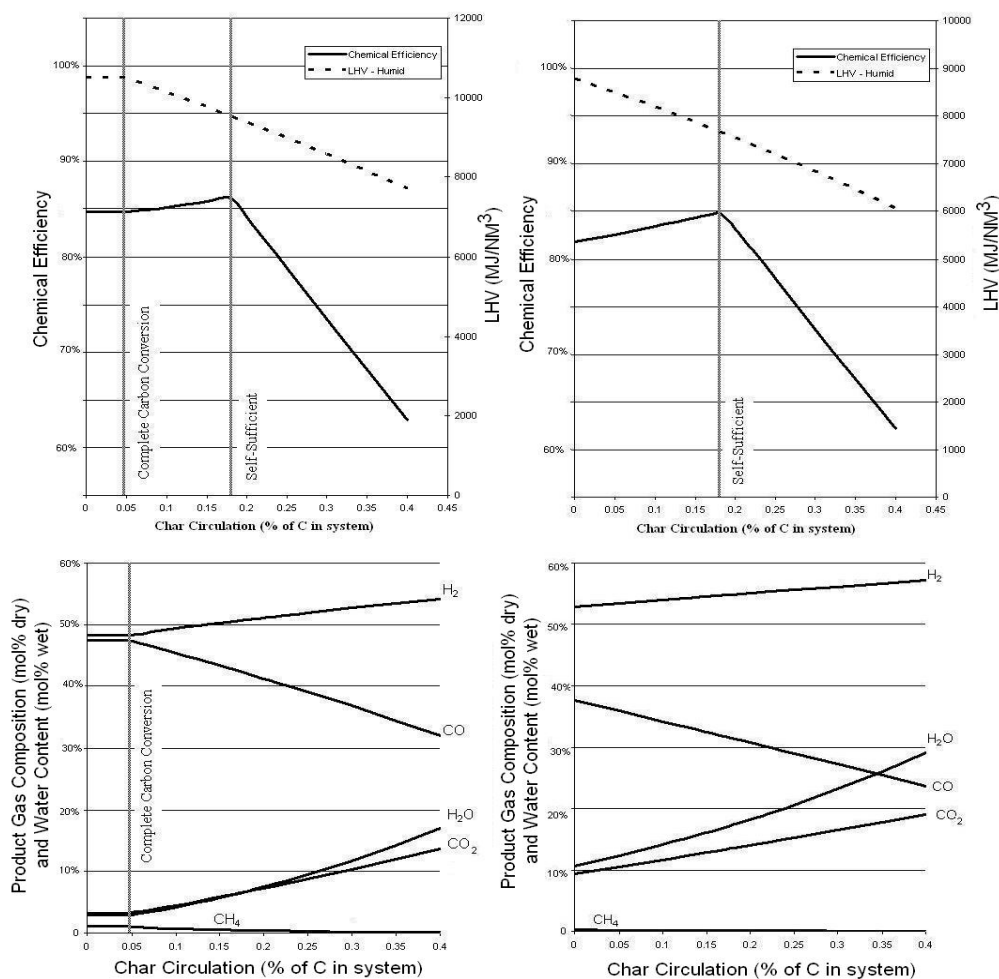 12000
Chemical Efficiency
LHV - Humid
100%
10000
90%
8000
80%
6000
70%
4000
60%
2000
0
Chemical Efficiency
LHV (MJ/NM³)
Complete Carbon Conversion
Self-Sufficient
0 0.05 0.1 0.15 0.2 0.25 0.3 0.35 0.4 0.45
Char Circulation (% of C in system)
10000
Chemical Efficiency
LHV - Humid
100%
9000
8000
90%
7000
6000
80%
5000
4000
70%
3000
2000
60%
1000
0
Chemical Efficiency
LHV (MJ/NM³)
Self-Sufficient
0 0.05 0.1 0.15 0.2 0.25 0.3 0.35 0.4 0.45
Char Circulation (% of C in system)
60%
50%
40%
30%
20%
10%
0
Product Gas Composition (mol% dry)
and Water Content (mol% wet)
Complete Carbon Conversion
H₂
CO
H₂O
CO₂
CH₄
0 0.05 0.1 0.15 0.2 0.25 0.3 0.35 0.4
Char Circulation (% of C in system)
60%
50%
40%
30%
20%
10%
0
Product Gas Composition (mol% dry)
and Water Content (mol% wet)
H₂
H₂O
CO
CO₂
CH₄
0 0.05 0.1 0.15 0.2 0.25 0.3 0.35 0.4
Char Circulation (% of C in system)